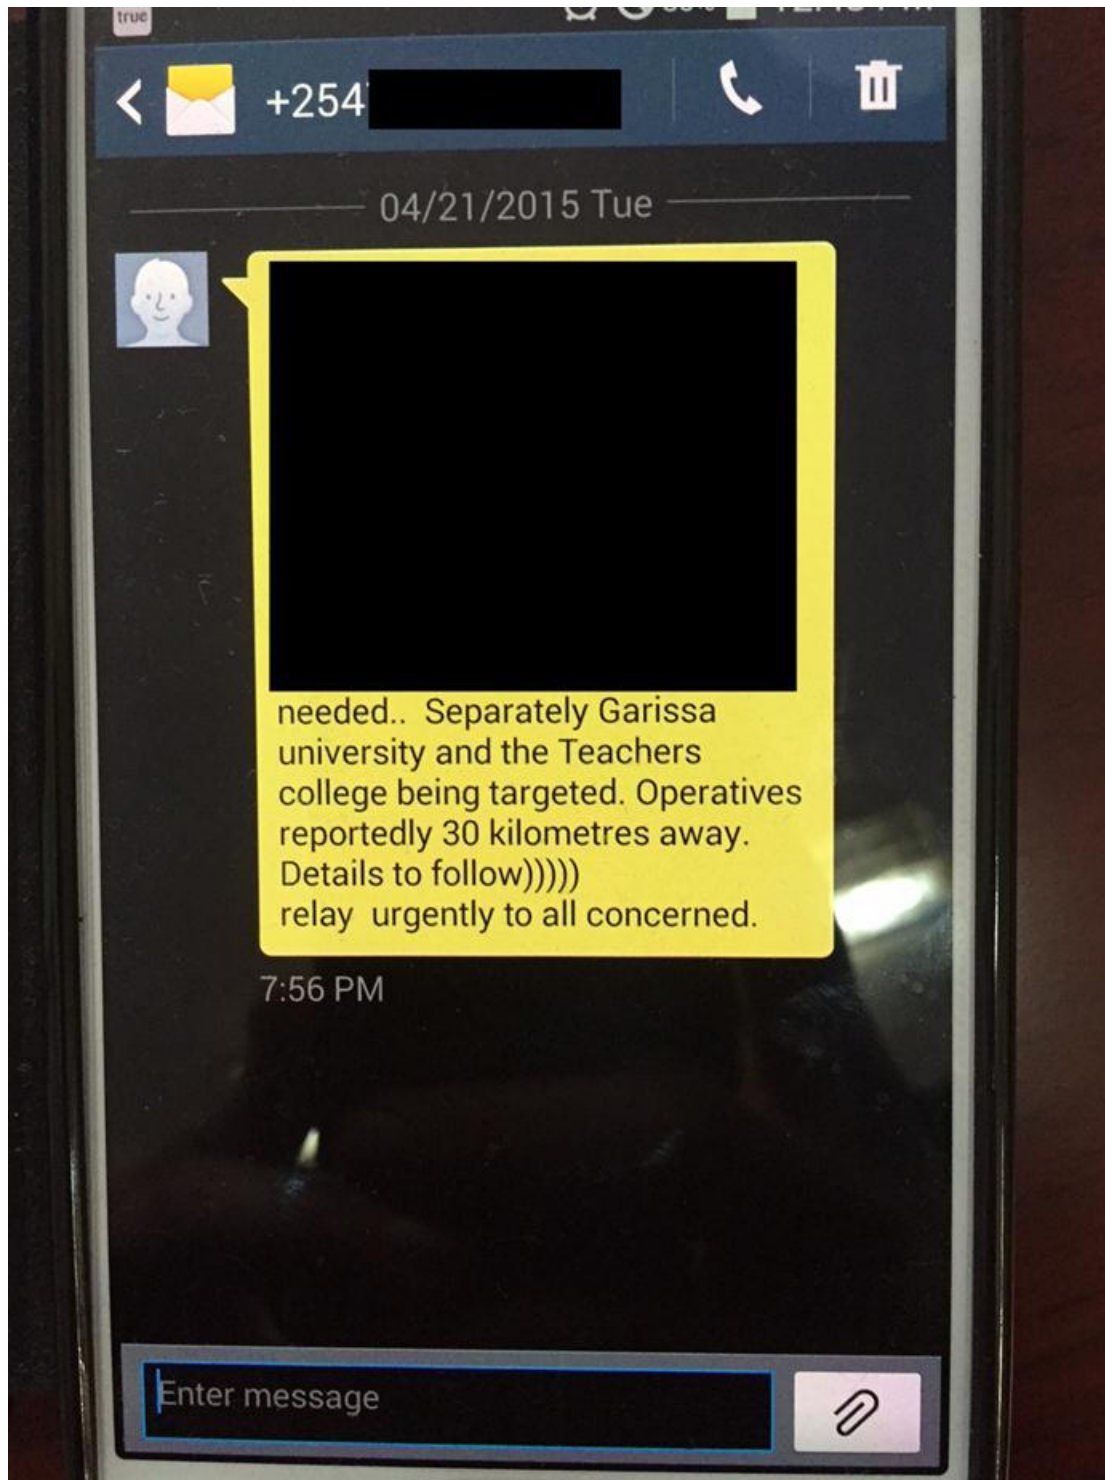 true
+254
04/21/2015 Tue
needed..  Separately Garissa
university and the Teachers
college being targeted. Operatives
reportedly 30 kilometres away.
Details to follow)))))
relay  urgently to all concerned.
7:56 PM
Enter message